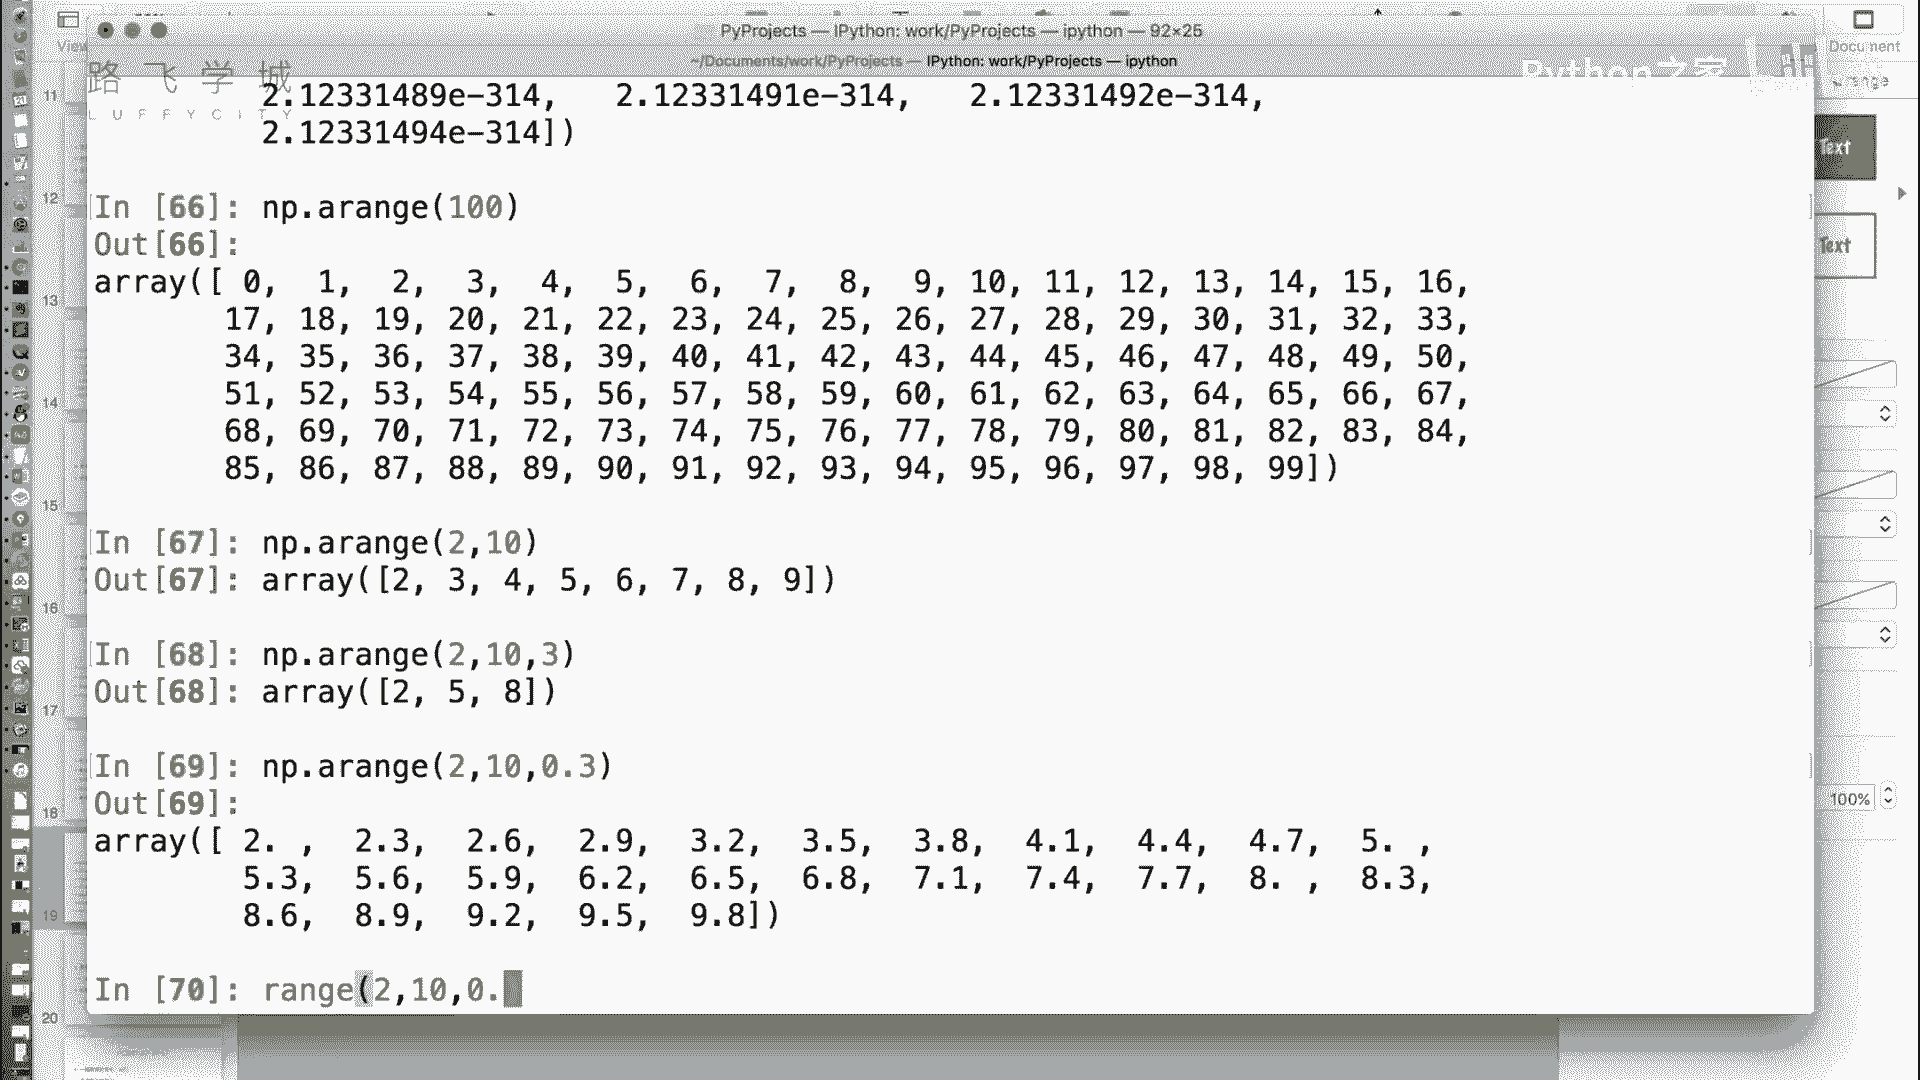 PyProjects — IPython: work/PyProjects — ipython — 92×25
~/Documents/work/PyProjects — IPython: work/PyProjects — ipython
View
Document
路飞学城
LUFFYCITY
Python之家
Text
Text
100%
11
12
13
14
15
16
17
18
19
20
2.12331489e-314,   2.12331491e-314,   2.12331492e-314,
2.12331494e-314])
In [66]: np.arange(100)
Out[66]:
array([ 0,  1,  2,  3,  4,  5,  6,  7,  8,  9, 10, 11, 12, 13, 14, 15, 16,
17, 18, 19, 20, 21, 22, 23, 24, 25, 26, 27, 28, 29, 30, 31, 32, 33,
34, 35, 36, 37, 38, 39, 40, 41, 42, 43, 44, 45, 46, 47, 48, 49, 50,
51, 52, 53, 54, 55, 56, 57, 58, 59, 60, 61, 62, 63, 64, 65, 66, 67,
68, 69, 70, 71, 72, 73, 74, 75, 76, 77, 78, 79, 80, 81, 82, 83, 84,
85, 86, 87, 88, 89, 90, 91, 92, 93, 94, 95, 96, 97, 98, 99])
In [67]: np.arange(2,10)
Out[67]: array([2, 3, 4, 5, 6, 7, 8, 9])
In [68]: np.arange(2,10,3)
Out[68]: array([2, 5, 8])
In [69]: np.arange(2,10,0.3)
Out[69]:
array([ 2. ,  2.3,  2.6,  2.9,  3.2,  3.5,  3.8,  4.1,  4.4,  4.7,  5. ,
5.3,  5.6,  5.9,  6.2,  6.5,  6.8,  7.1,  7.4,  7.7,  8. ,  8.3,
8.6,  8.9,  9.2,  9.5,  9.8])
In [70]: range(2,10,0.